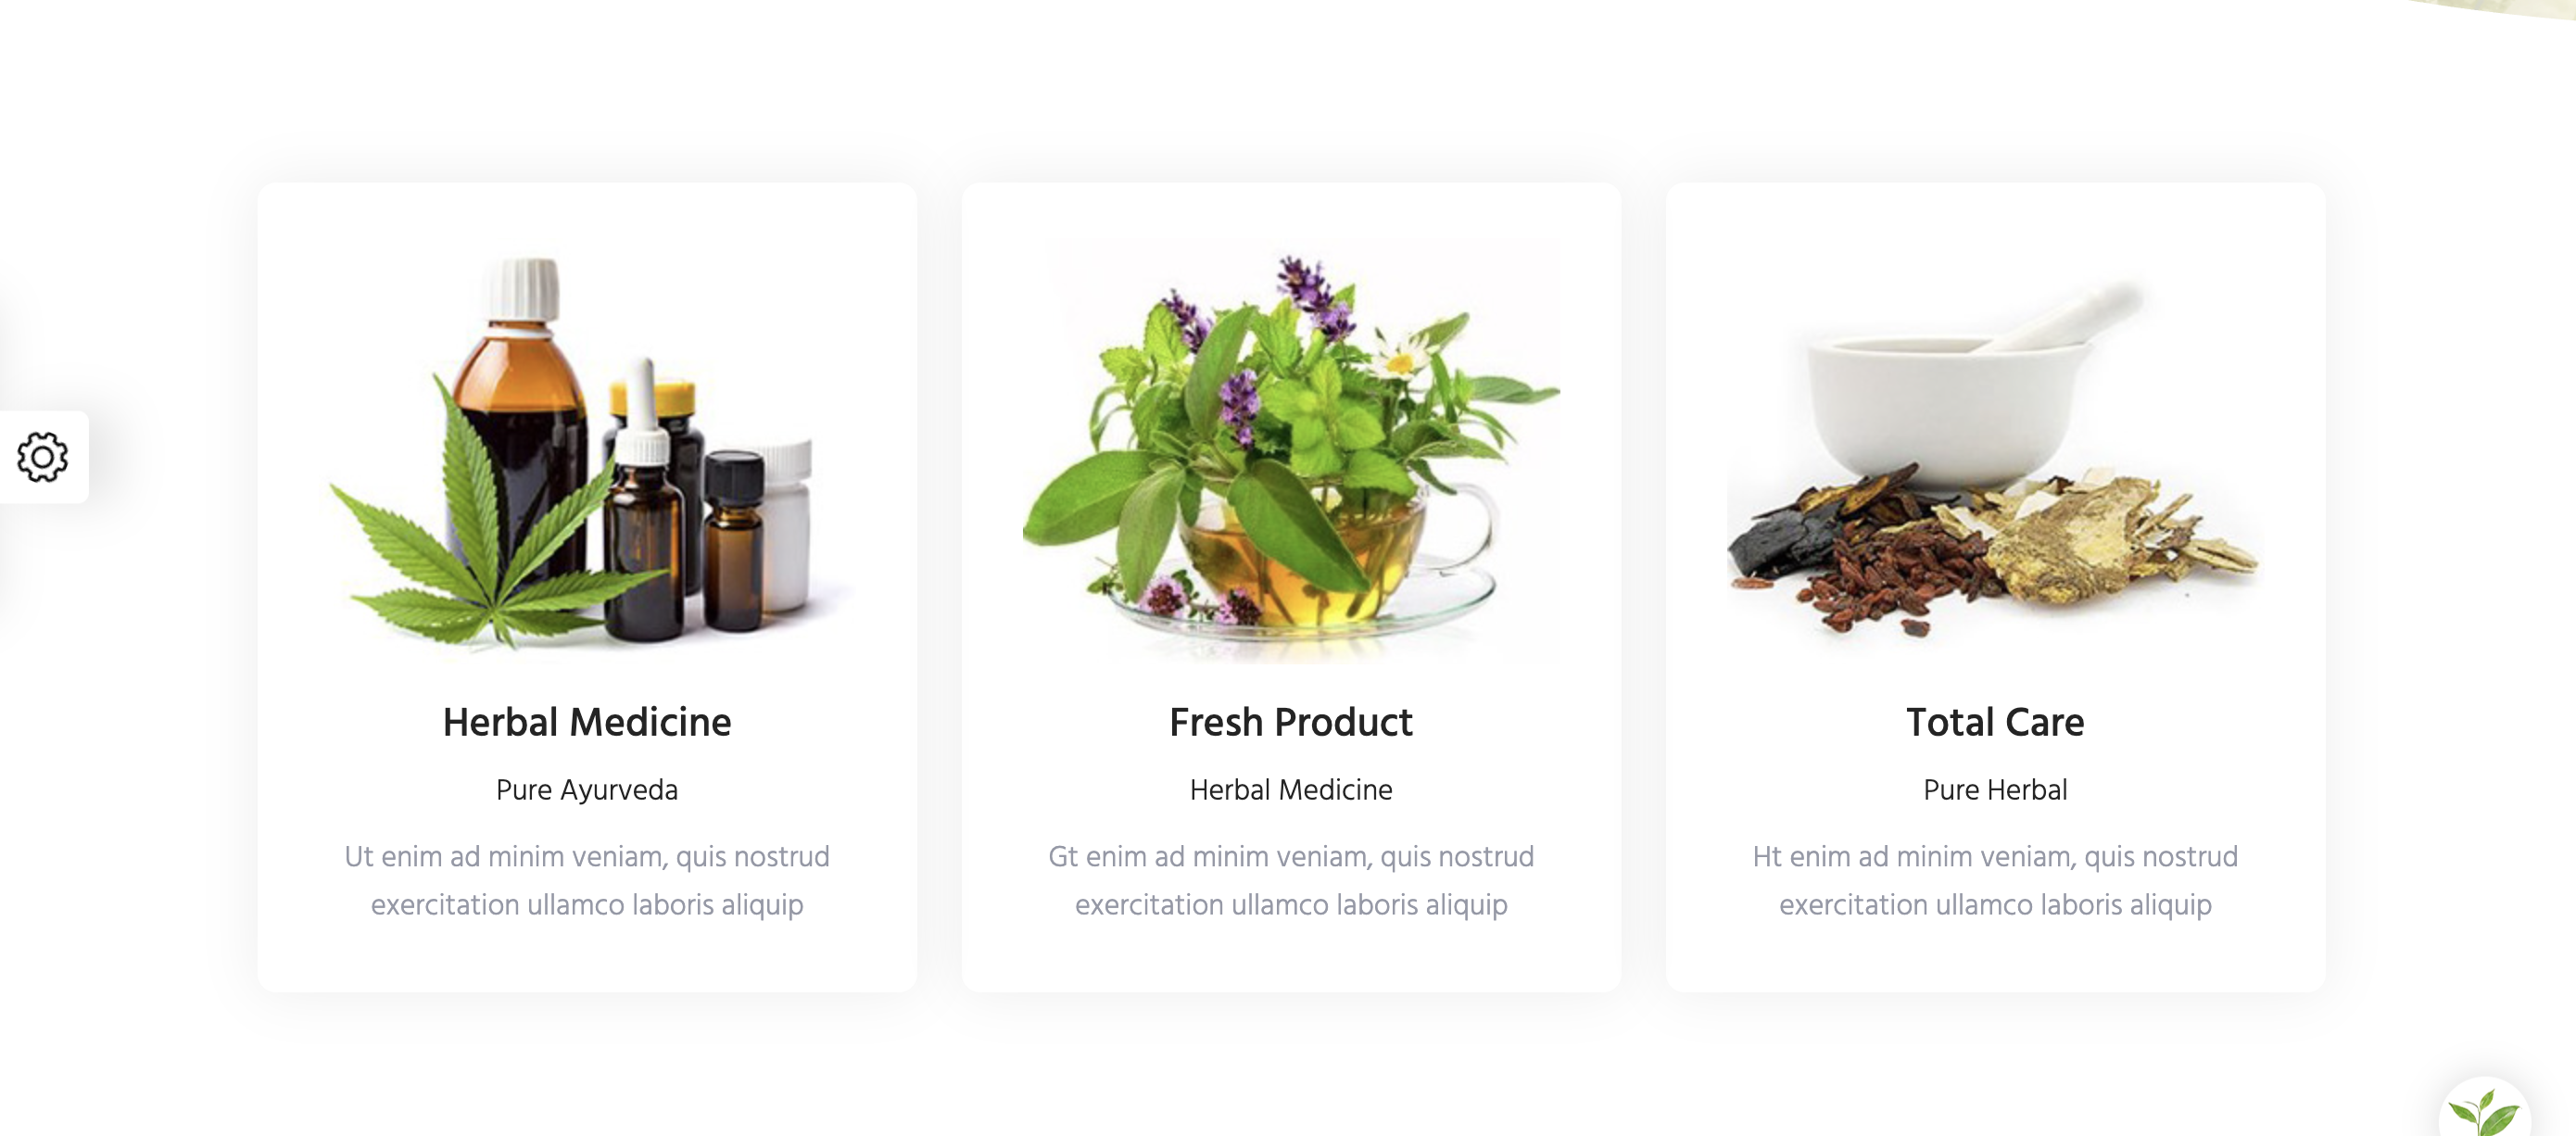 Herbal Medicine
Pure Ayurveda
Ut enim ad minim veniam, quis nostrud
exercitation ullamco laboris aliquip
Fresh Product
Herbal Medicine
Gt enim ad minim veniam, quis nostrud
exercitation ullamco laboris aliquip
Total Care
Pure Herbal
Ht enim ad minim veniam, quis nostrud
exercitation ullamco laboris aliquip